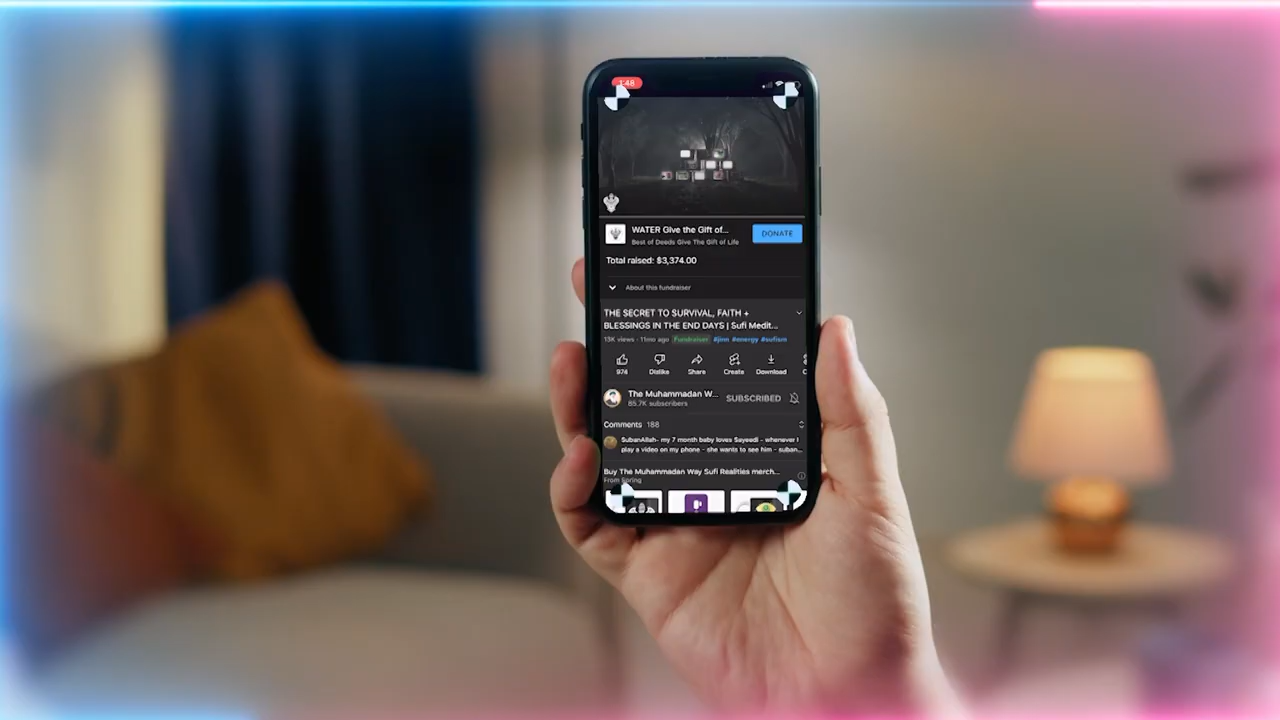 1:48
WATER Give the Gift of...
Best of Deeds Give The Gift of Life
DONATE
Total raised: $3,374.00
About this fundraiser
THE SECRET TO SURVIVAL, FAITH +
BLESSINGS IN THE END DAYS | Sufi Medit...
13K views · 11mo ago Fundraiser #jinn #energy #sufism
974 Dislike Share Create Download
The Muhammadan W... SUBSCRIBED
85.7K subscribers
Comments 188
SubanAllah- my 7 month baby loves Sayeedi - whenever I
play a video on my phone - she wants to see him - suban...
Buy The Muhammadan Way Sufi Realities merch...
From Spring